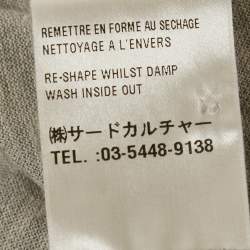 REMETTRE EN FORME AU SECHAGE
NETTOYAGE A L'ENVERS
RE-SHAPE WHILST DAMP
WASH INSIDE OUT
㈱サードカルチャー
TEL. :03-5448-9138